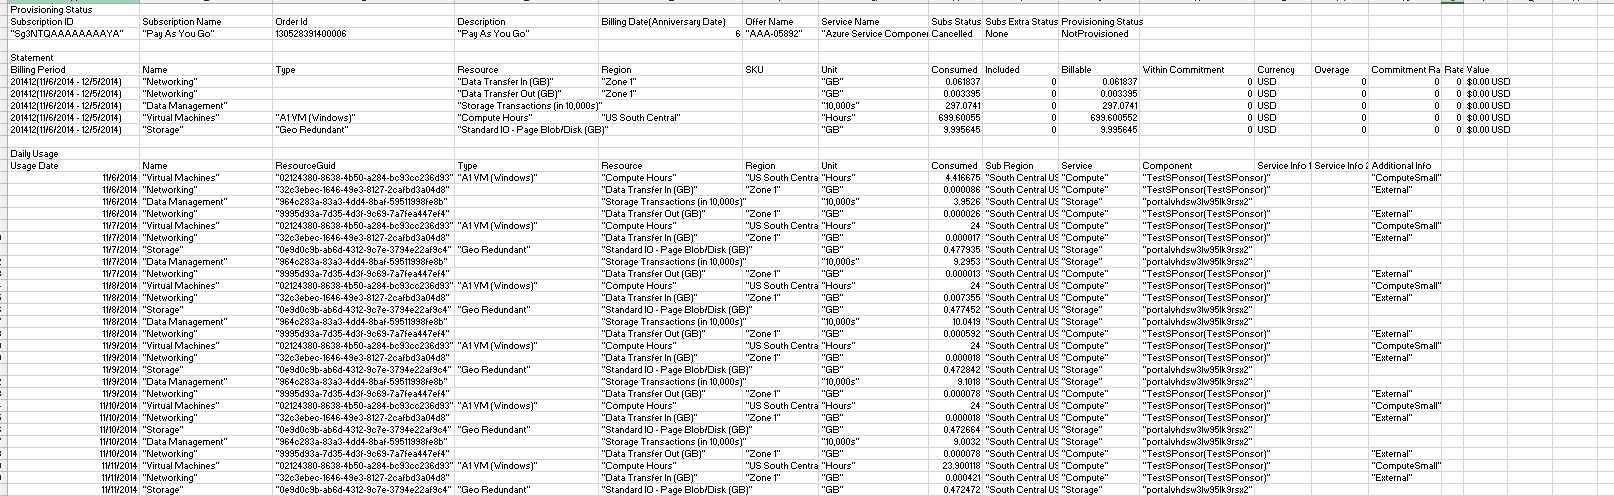 Provisioning Status
Subscription ID Subscription Name Order Id Description Billing Date(Anniversary Date) Offer Name Service Name Subs Status Subs Extra Status Provisioning Status
"Sg3NTQAAAAAAAAYA" "Pay As You Go" 130528391400006 "Pay As You Go" 6 "AAA-05892" "Azure Service Componer Cancelled None NotProvisioned
Statement
Billing Period Name Type Resource Region SKU Unit Consumed Included Billable Within Commitment Currency Overage Commitment Ra Rate Value
201412(11/6/2014 - 12/5/2014) "Networking" "Data Transfer In (GB)" "Zone 1" "GB" 0.061837 0 0.061837 0 USD 0 0 0 $0.00 USD
201412(11/6/2014 - 12/5/2014) "Networking" "Data Transfer Out (GB)" "Zone 1" "GB" 0.003395 0 0.003395 0 USD 0 0 0 $0.00 USD
201412(11/6/2014 - 12/5/2014) "Data Management" "Storage Transactions (in 10,000s)" "10,000s" 297.0741 0 297.0741 0 USD 0 0 0 $0.00 USD
201412(11/6/2014 - 12/5/2014) "Networking" "A1 VM (Windows)" "Compute Hours" "US South Central" "Hours" 699.60055 0 699.600552 0 USD 0 0 0 $0.00 USD
201412(11/6/2014 - 12/5/2014) "Storage" "Geo Redundant" "Standard IO - Page Blob/Disk (GB)" "GB" 9.995645 0 9.995645 0 USD 0 0 0 $0.00 USD
Daily Usage
Usage Date Name ResourceGuid Type Resource Region Unit Consumed Sub Region Service Component Service Info 1 Service Info 2 Additional Info
11/6/2014 "Virtual Machines" "02124380-8638-4b50-a284-bc93cc236d93" "A1 VM (Windows)" "Compute Hours" "US South Centra "Hours" 4.416675 "South Central US "Compute" "TestSPonsor(TestSPonsor)" "ComputeSmall"
11/6/2014 "Networking" "32c3ebec-1646-49e3-8127-2cafbd3a04d8" "Data Transfer In (GB)" "Zone 1" "GB" 0.000086 "South Central US "Compute" "TestSPonsor(TestSPonsor)" "External"
11/6/2014 "Data Management" "964c283a-83a3-4dd4-8baf-59511998fe8b" "Storage Transactions (in 10,000s)" "10,000s" 3.9526 "South Central US "Storage" "portalvhdsw3lw95lk9rsx2"
11/6/2014 "Networking" "9995d93a-7d35-4d3f-9c69-7a7fea447ef4" "Data Transfer Out (GB)" "Zone 1" "GB" 0.000026 "South Central US "Compute" "TestSPonsor(TestSPonsor)" "External"
11/7/2014 "Virtual Machines" "02124380-8638-4b50-a284-bc93cc236d93" "A1 VM (Windows)" "Compute Hours" "US South Centra "Hours" 24 "South Central US "Compute" "TestSPonsor(TestSPonsor)" "ComputeSmall"
11/7/2014 "Networking" "32c3ebec-1646-49e3-8127-2cafbd3a04d8" "Data Transfer In (GB)" "Zone 1" "GB" 0.000017 "South Central US "Compute" "TestSPonsor(TestSPonsor)" "External"
11/7/2014 "Storage" "0e9d0c9b-ab6d-4312-9c7e-3794e22af9c4" "Geo Redundant" "Standard IO - Page Blob/Disk (GB)" "GB" 0.477935 "South Central US "Storage" "portalvhdsw3lw95lk9rsx2"
11/7/2014 "Data Management" "964c283a-83a3-4dd4-8baf-59511998fe8b" "Storage Transactions (in 10,000s)" "10,000s" 9.2953 "South Central US "Storage" "portalvhdsw3lw95lk9rsx2"
11/7/2014 "Networking" "9995d93a-7d35-4d3f-9c69-7a7fea447ef4" "Data Transfer Out (GB)" "Zone 1" "GB" 0.000013 "South Central US "Compute" "TestSPonsor(TestSPonsor)" "External"
11/8/2014 "Virtual Machines" "02124380-8638-4b50-a284-bc93cc236d93" "A1 VM (Windows)" "Compute Hours" "US South Centra "Hours" 24 "South Central US "Compute" "TestSPonsor(TestSPonsor)" "ComputeSmall"
11/8/2014 "Networking" "32c3ebec-1646-49e3-8127-2cafbd3a04d8" "Data Transfer In (GB)" "Zone 1" "GB" 0.007355 "South Central US "Compute" "TestSPonsor(TestSPonsor)" "External"
11/8/2014 "Storage" "0e9d0c9b-ab6d-4312-9c7e-3794e22af9c4" "Geo Redundant" "Standard IO - Page Blob/Disk (GB)" "GB" 0.477452 "South Central US "Storage" "portalvhdsw3lw95lk9rsx2"
11/8/2014 "Data Management" "964c283a-83a3-4dd4-8baf-59511998fe8b" "Storage Transactions (in 10,000s)" "10,000s" 10.0419 "South Central US "Storage" "portalvhdsw3lw95lk9rsx2"
11/8/2014 "Networking" "9995d93a-7d35-4d3f-9c69-7a7fea447ef4" "Data Transfer Out (GB)" "Zone 1" "GB" 0.000592 "South Central US "Compute" "TestSPonsor(TestSPonsor)" "External"
11/9/2014 "Virtual Machines" "02124380-8638-4b50-a284-bc93cc236d93" "A1 VM (Windows)" "Compute Hours" "US South Centra "Hours" 24 "South Central US "Compute" "TestSPonsor(TestSPonsor)" "ComputeSmall"
11/9/2014 "Networking" "32c3ebec-1646-49e3-8127-2cafbd3a04d8" "Data Transfer In (GB)" "Zone 1" "GB" 0.000018 "South Central US "Compute" "TestSPonsor(TestSPonsor)" "External"
11/9/2014 "Storage" "0e9d0c9b-ab6d-4312-9c7e-3794e22af9c4" "Geo Redundant" "Standard IO - Page Blob/Disk (GB)" "GB" 0.472842 "South Central US "Storage" "portalvhdsw3lw95lk9rsx2"
11/9/2014 "Data Management" "964c283a-83a3-4dd4-8baf-59511998fe8b" "Storage Transactions (in 10,000s)" "10,000s" 9.1018 "South Central US "Storage" "portalvhdsw3lw95lk9rsx2"
11/9/2014 "Networking" "9995d93a-7d35-4d3f-9c69-7a7fea447ef4" "Data Transfer Out (GB)" "Zone 1" "GB" 0.000078 "South Central US "Compute" "TestSPonsor(TestSPonsor)" "External"
11/10/2014 "Virtual Machines" "02124380-8638-4b50-a284-bc93cc236d93" "A1 VM (Windows)" "Compute Hours" "US South Centra "Hours" 24 "South Central US "Compute" "TestSPonsor(TestSPonsor)" "ComputeSmall"
11/10/2014 "Networking" "32c3ebec-1646-49e3-8127-2cafbd3a04d8" "Data Transfer In (GB)" "Zone 1" "GB" 0.000018 "South Central US "Compute" "TestSPonsor(TestSPonsor)" "External"
11/10/2014 "Storage" "0e9d0c9b-ab6d-4312-9c7e-3794e22af9c4" "Geo Redundant" "Standard IO - Page Blob/Disk (GB)" "GB" 0.472664 "South Central US "Storage" "portalvhdsw3lw95lk9rsx2"
11/10/2014 "Data Management" "964c283a-83a3-4dd4-8baf-59511998fe8b" "Storage Transactions (in 10,000s)" "10,000s" 9.0032 "South Central US "Storage" "portalvhdsw3lw95lk9rsx2"
11/10/2014 "Networking" "9995d93a-7d35-4d3f-9c69-7a7fea447ef4" "Data Transfer Out (GB)" "Zone 1" "GB" 0.000078 "South Central US "Compute" "TestSPonsor(TestSPonsor)" "External"
11/11/2014 "Virtual Machines" "02124380-8638-4b50-a284-bc93cc236d93" "A1 VM (Windows)" "Compute Hours" "US South Centra "Hours" 23.900118 "South Central US "Compute" "TestSPonsor(TestSPonsor)" "ComputeSmall"
11/11/2014 "Networking" "32c3ebec-1646-49e3-8127-2cafbd3a04d8" "Data Transfer In (GB)" "Zone 1" "GB" 0.000421 "South Central US "Compute" "TestSPonsor(TestSPonsor)" "External"
11/11/2014 "Storage" "0e9d0c9b-ab6d-4312-9c7e-3794e22af9c4" "Geo Redundant" "Standard IO - Page Blob/Disk (GB)" "GB" 0.472472 "South Central US "Storage" "portalvhdsw3lw95lk9rsx2"